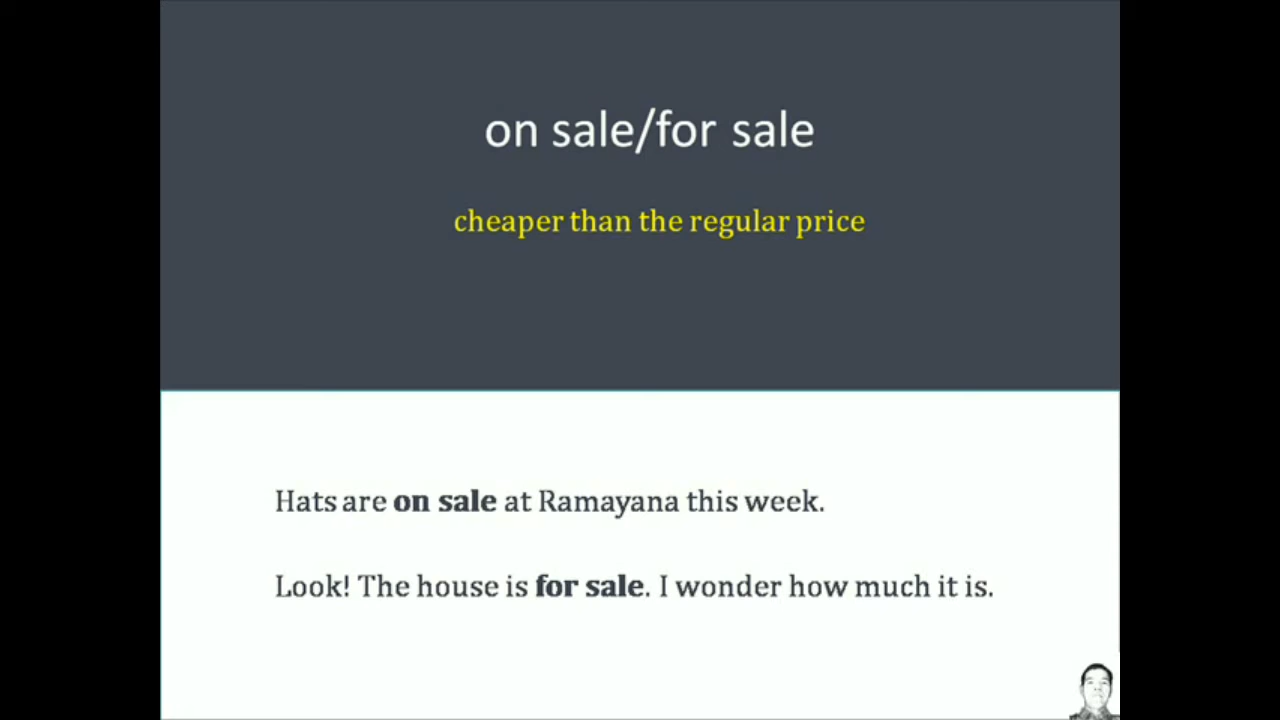 on sale/for sale
cheaper than the regular price
Hats are on sale at Ramayana this week.
Look! The house is for sale. I wonder how much it is.